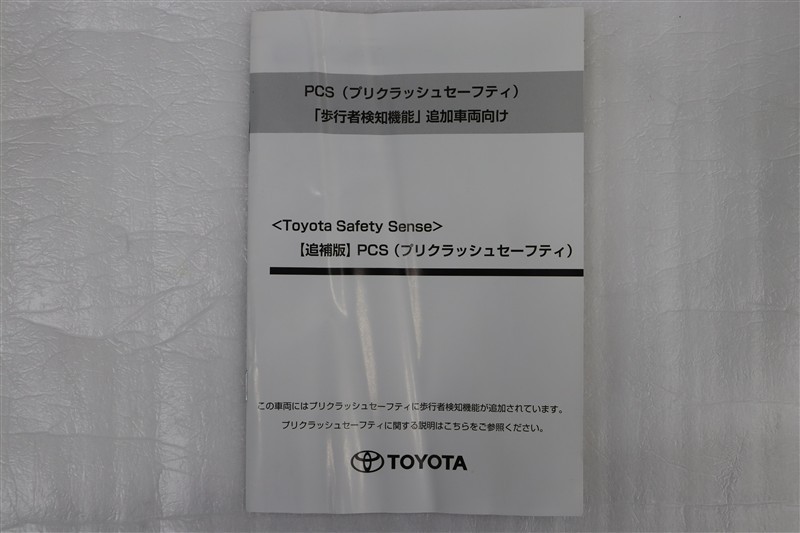 PCS（プリクラッシュセーフティ）
「歩行者検知機能」追加車両向け
<Toyota Safety Sense>
【追補版】PCS（プリクラッシュセーフティ）
この車両にはプリクラッシュセーフティに歩行者検知機能が追加されています。
プリクラッシュセーフティに関する説明はこちらをご参照ください。
TOYOTA